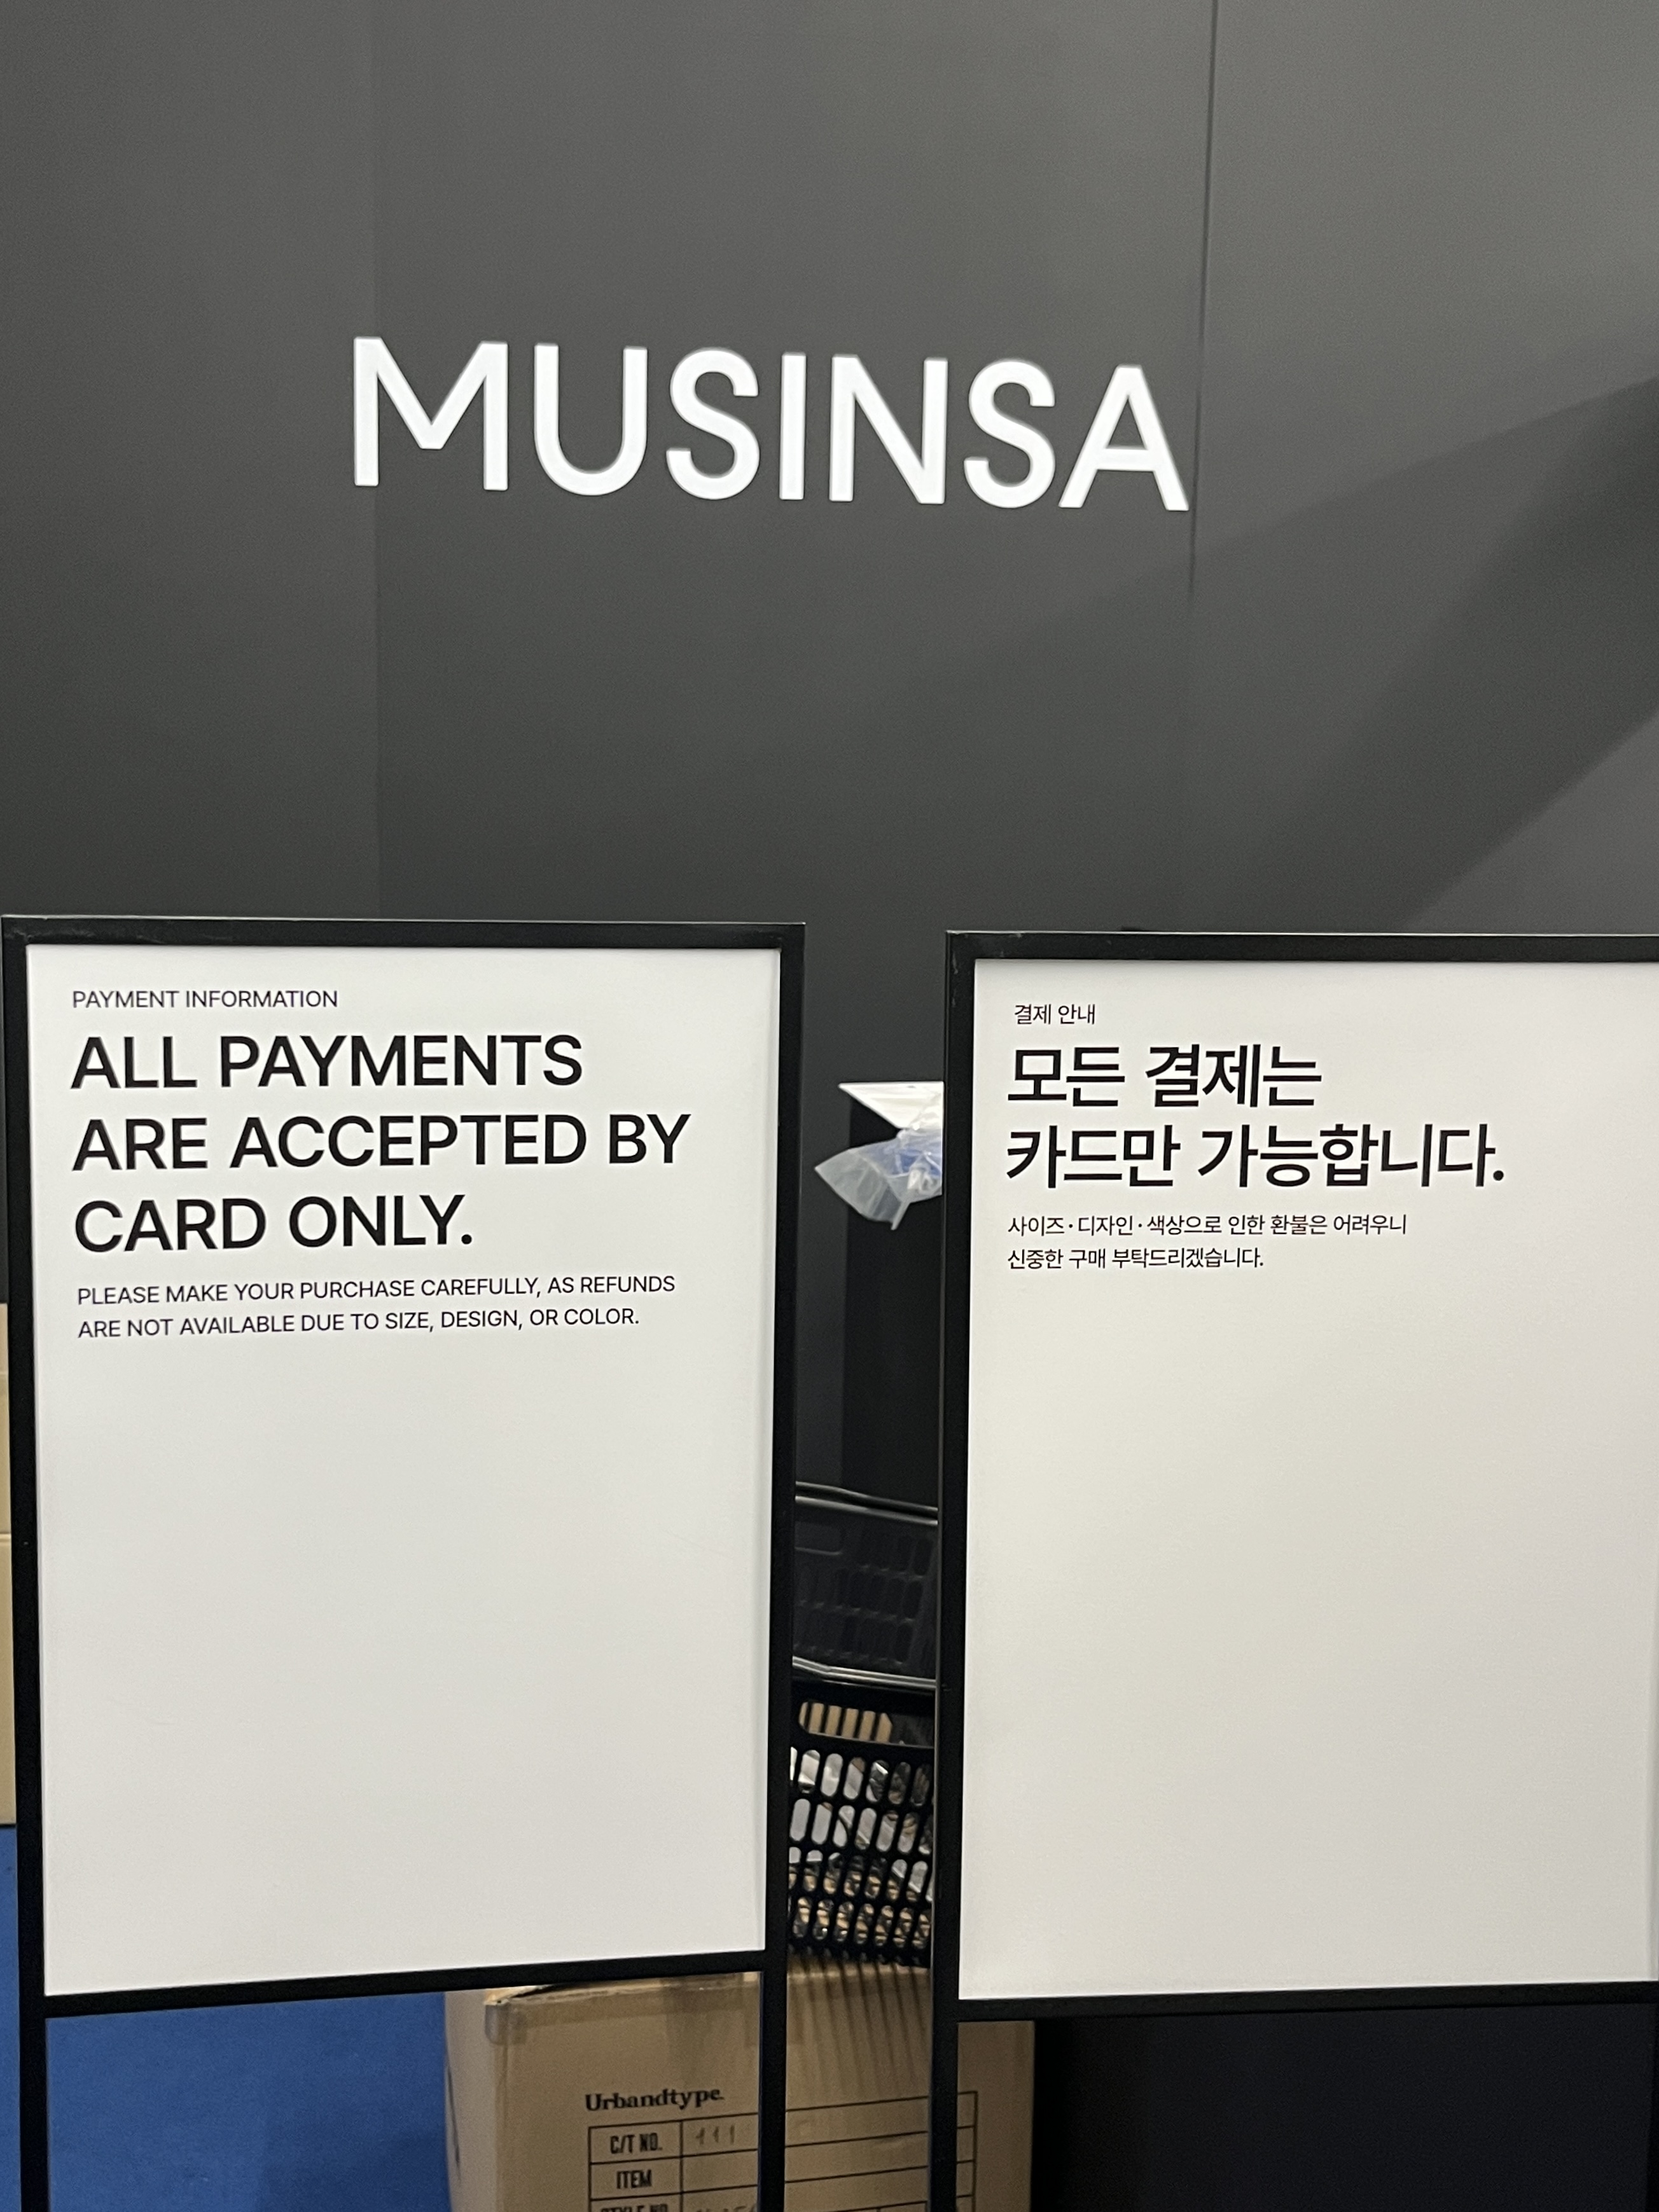 MUSINSA
PAYMENT INFORMATION
ALL PAYMENTS
ARE ACCEPTED BY
CARD ONLY.
PLEASE MAKE YOUR PURCHASE CAREFULLY, AS REFUNDS
ARE NOT AVAILABLE DUE TO SIZE, DESIGN, OR COLOR.
결제 안내
모든 결제는
카드만 가능합니다.
사이즈·디자인·색상으로 인한 환불은 어려우니
신중한 구매 부탁드리겠습니다.
Urbandtype.
C/T NO. 111
ITEM
STYLE NO.